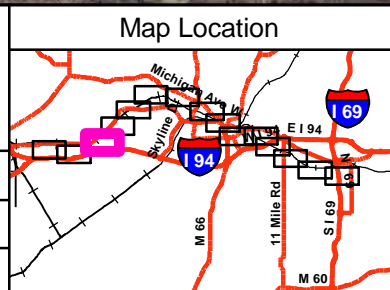 Map Location
Michigan Ave W
Skyline
I 69
E I 94
I 94
N
M 66
11 Mile Rd
S I 69
M 60